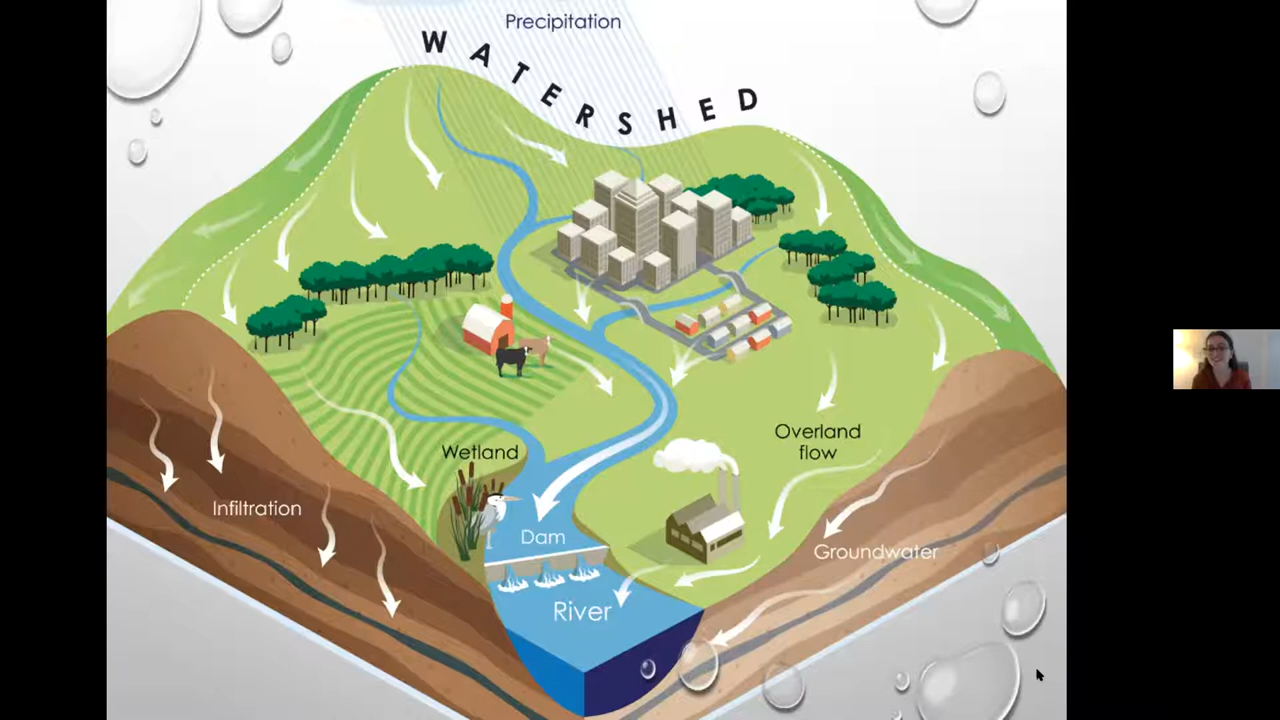 Precipitation
WATERSHED
Overland
flow
Wetland
Infiltration
Dam
Groundwater
River